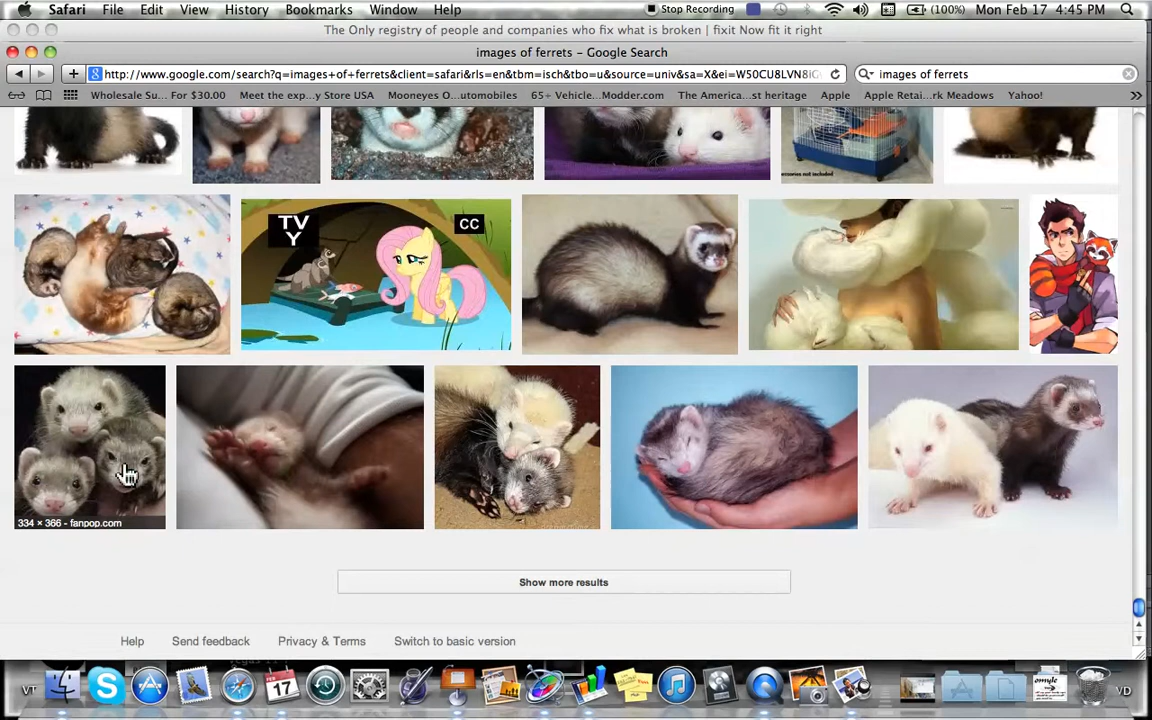 Safari File Edit View History Bookmarks Window Help Stop Recording (100%) Mon Feb 17 4:45 PM
The Only registry of people and companies who fix what is broken | fixit Now fit it right
images of ferrets – Google Search
http://www.google.com/search?q=images+of+ferrets&client=safari&rls=en&tbm=isch&tbo=u&source=univ&sa=X&ei=W50CU8LVN8iG images of ferrets
Wholesale Su... For $30.00 Meet the exp...y Store USA Mooneyes O...utomobiles 65+ Vehicle...Modder.com The America...st heritage Apple Apple Retai...rk Meadows Yahoo!
TV
Y
CC
334 × 366 - fanpop.com
Show more results
Help Send feedback Privacy & Terms Switch to basic version
VT
FEB
17
VD